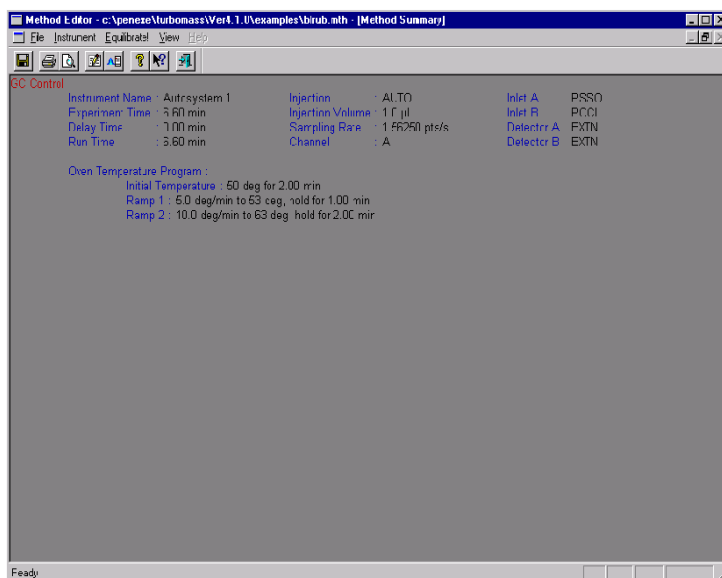 Method Editor - c:\penexe\turbomass\Ver4.1.0\examples\birub.mth - [Method Summary]
File Instrument Equilibrate! View Help
GC Control
Instrument Name : Autosystem 1 Injection : AUTO Inlet A PSSO
Experiment Time : 6.60 min Injection Volume : 1.0 µl Inlet B PCCL
Delay Time : 0.00 min Sampling Rate : 1.56250 pts/s Detector A EXTN
Run Time : 6.60 min Channel : A Detector B EXTN
Oven Temperature Program :
Initial Temperature : 50 deg for 2.00 min
Ramp 1 : 5.0 deg/min to 53 deg, hold for 1.00 min
Ramp 2 : 10.0 deg/min to 63 deg, hold for 2.00 min
Ready